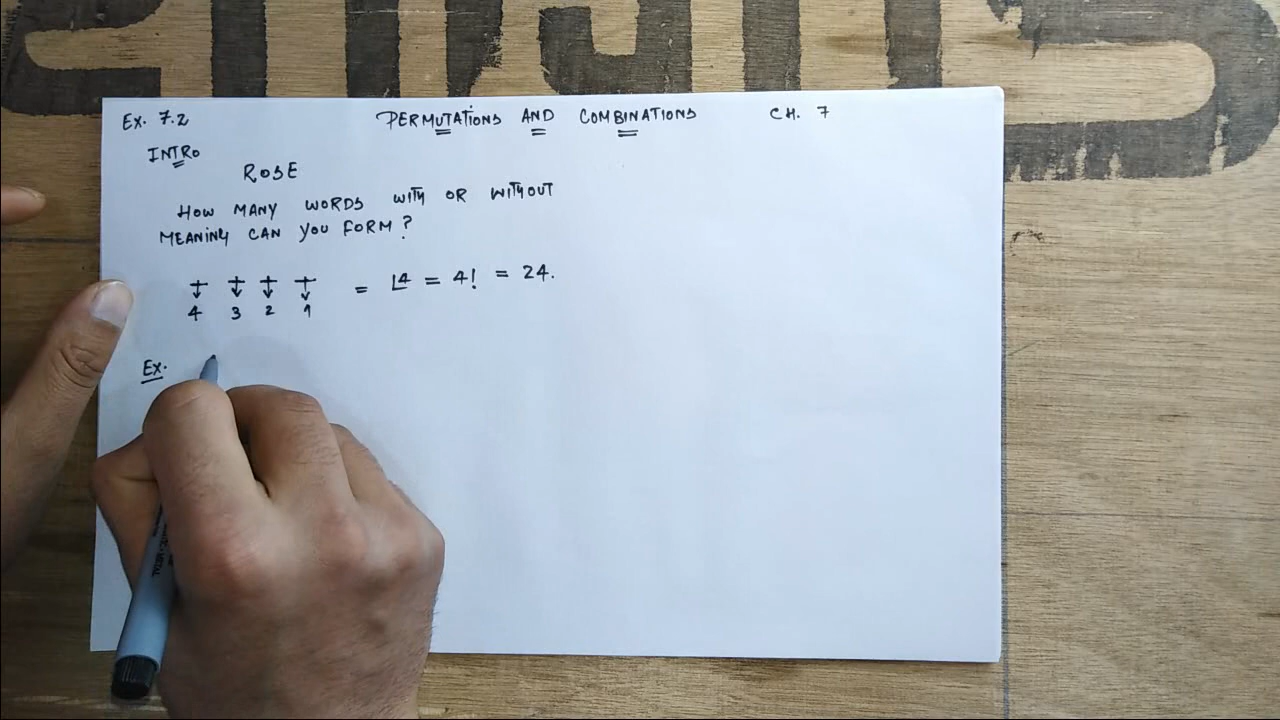 Ex. 7.2 PERMUTATIONS AND COMBINATIONS CH. 7
INTRO
ROSE
HOW MANY WORDS WITH OR WITHOUT
MEANING CAN YOU FORM?
= ⌊4 = 4! = 24.
4 3 2 1
Ex.